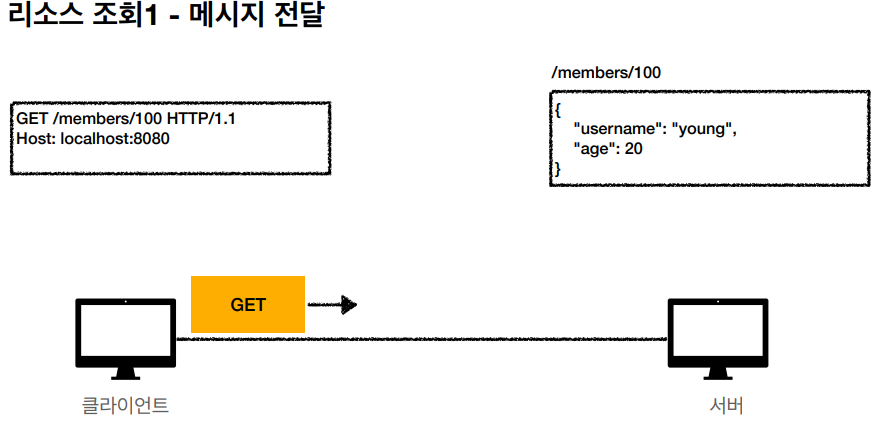 리소스 조회1 - 메시지 전달
GET /members/100 HTTP/1.1
Host: localhost:8080
/members/100
{
"username": "young",
"age": 20
}
GET
클라이언트
서버